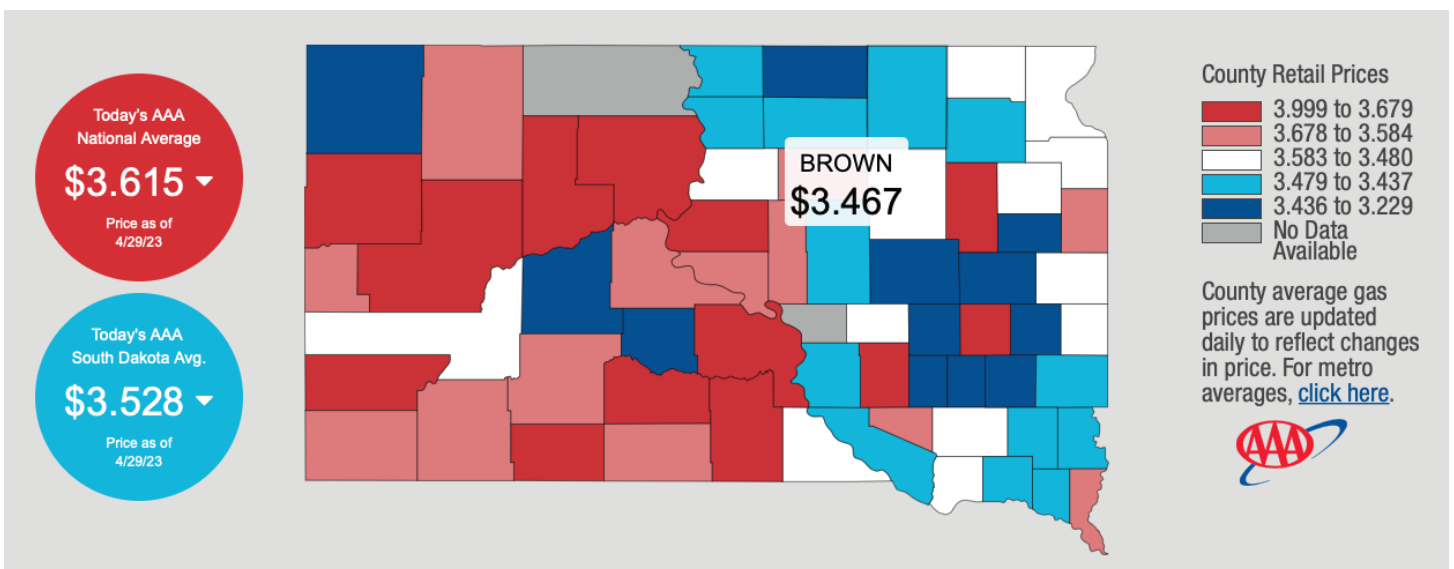 Today's AAA
National Average
$3.615
Price as of
4/29/23
Today's AAA
South Dakota Avg.
$3.528
Price as of
4/29/23
BROWN
$3.467
County Retail Prices
3.999 to 3.679
3.678 to 3.584
3.583 to 3.480
3.479 to 3.437
3.436 to 3.229
No Data
Available
County average gas
prices are updated
daily to reflect changes
in price. For metro
averages, click here.
AAA